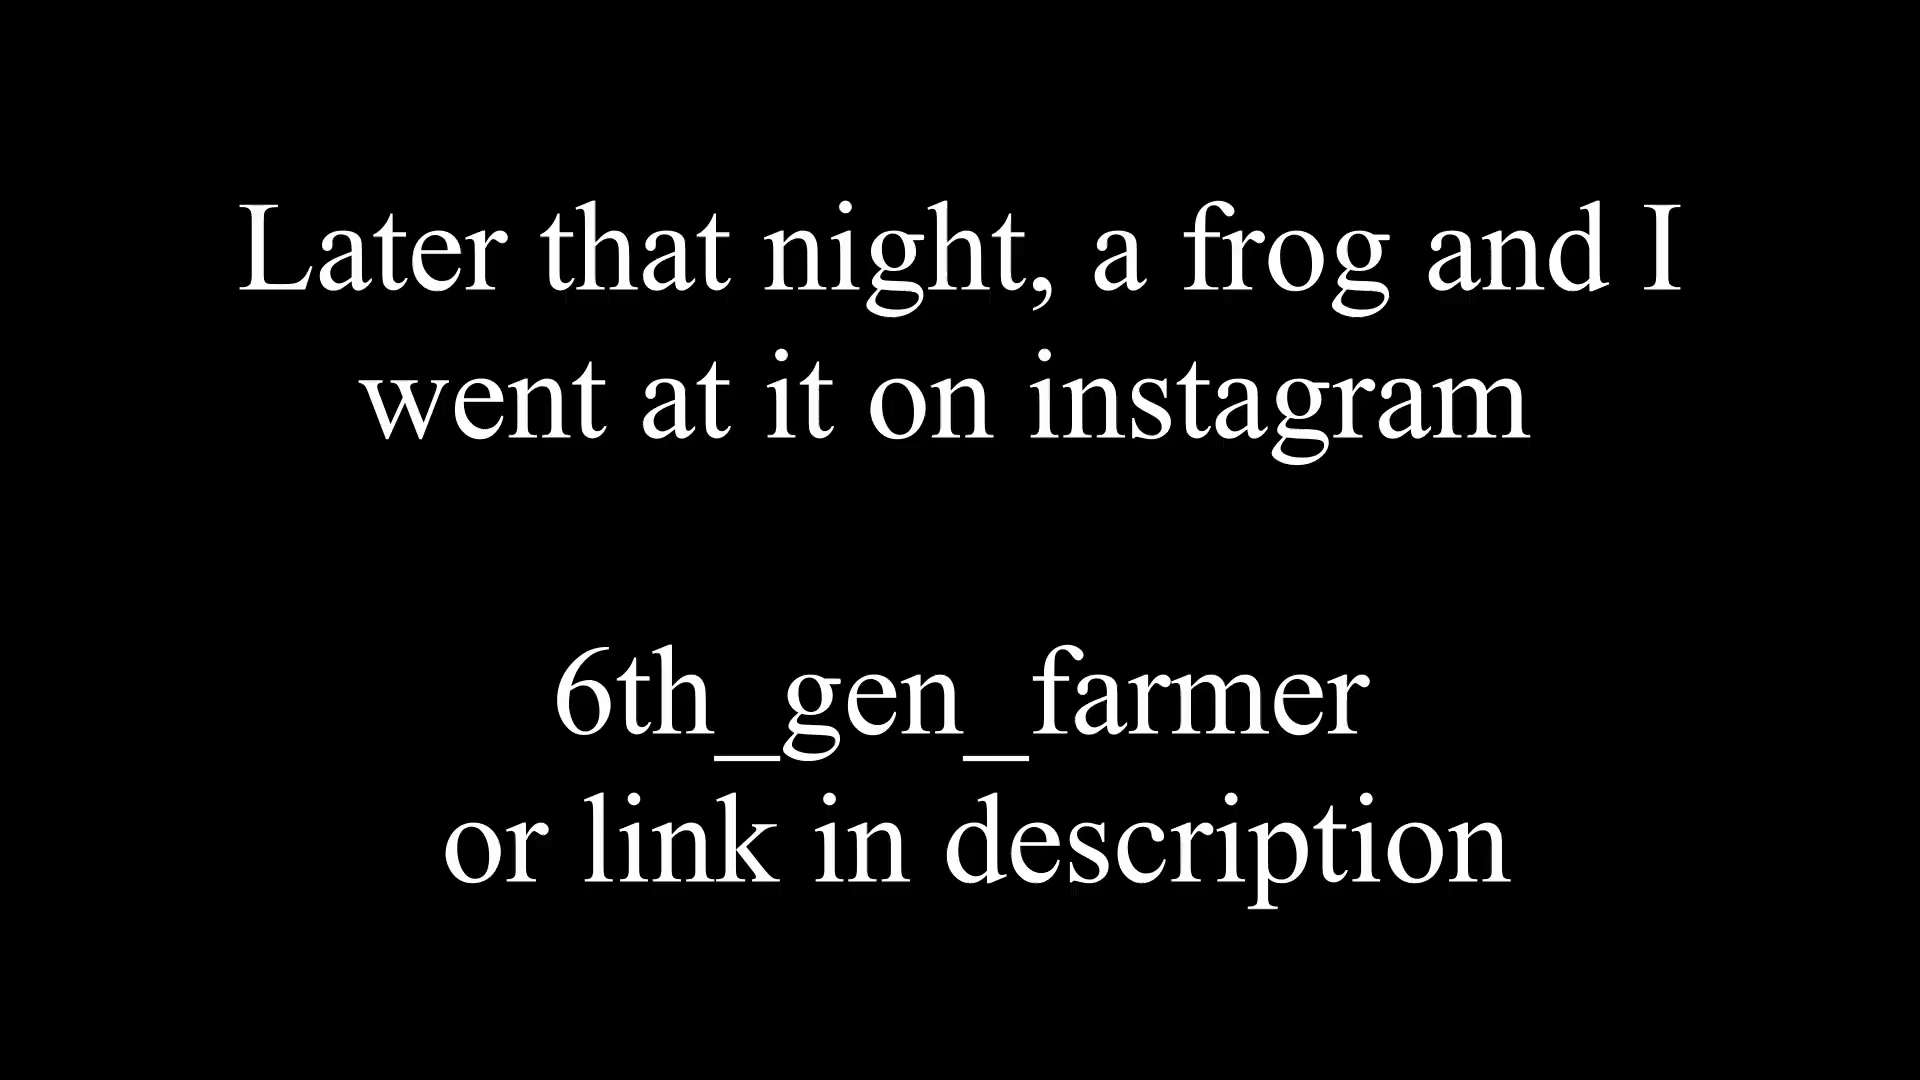 Later that night, a frog and I
went at it on instagram
6th_gen_farmer
or link in description